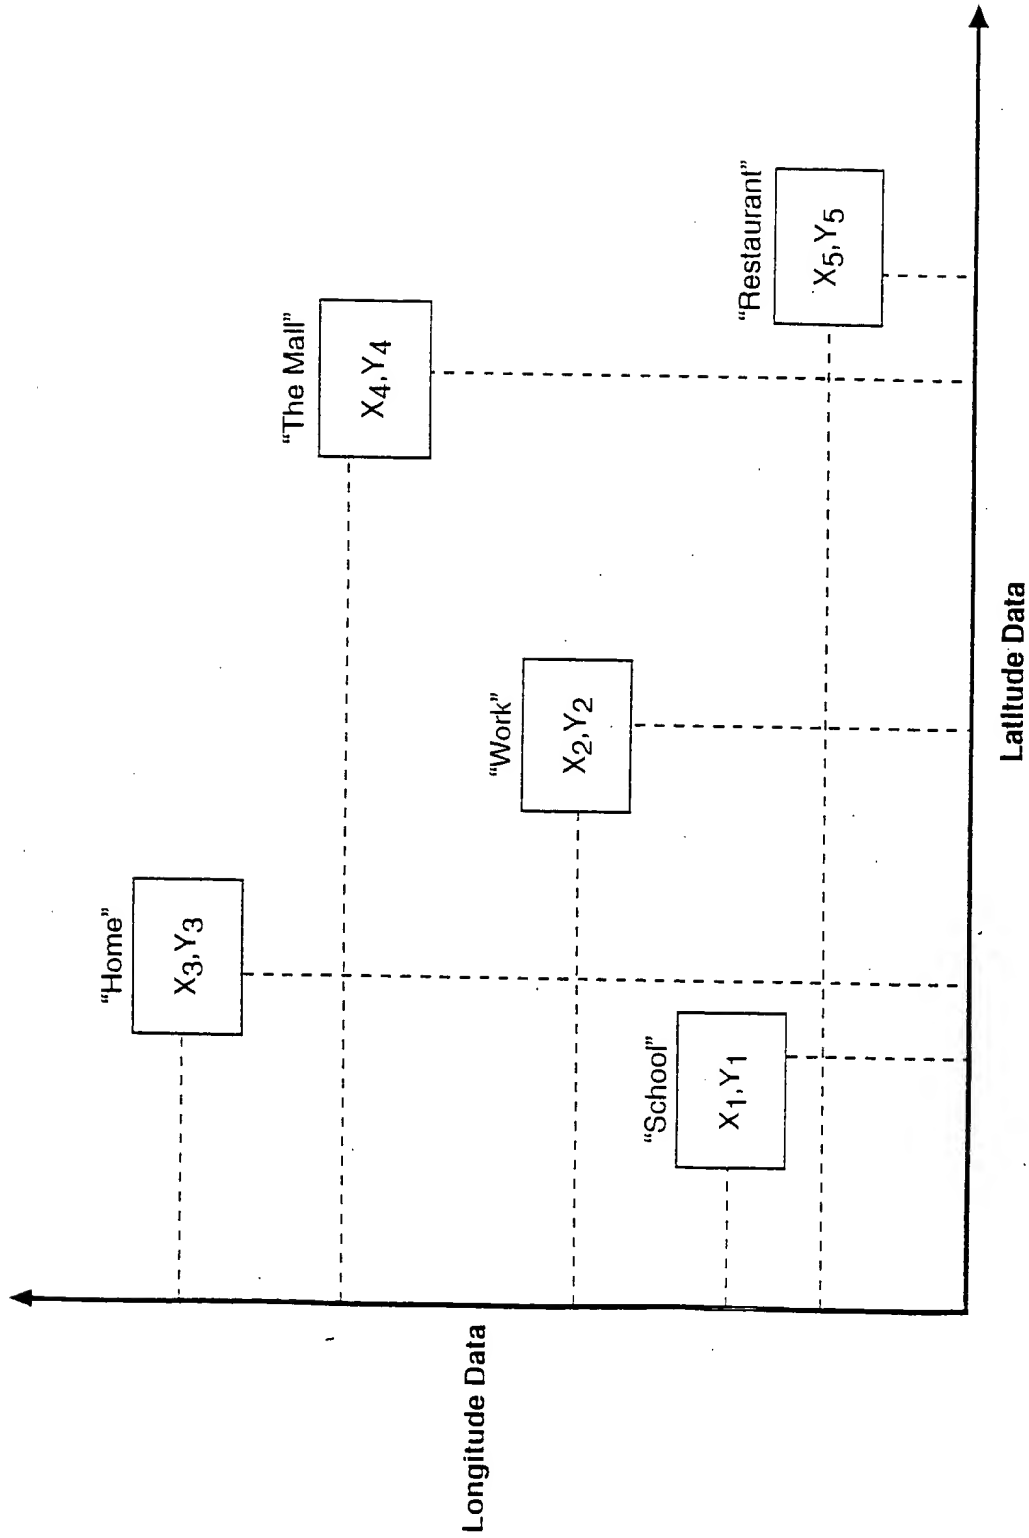 “Home”
X3,Y3
“The Mall”
X4,Y4
“Work”
X2,Y2
“School”
X1,Y1
“Restaurant”
X5,Y5
Longitude Data
Latitude Data